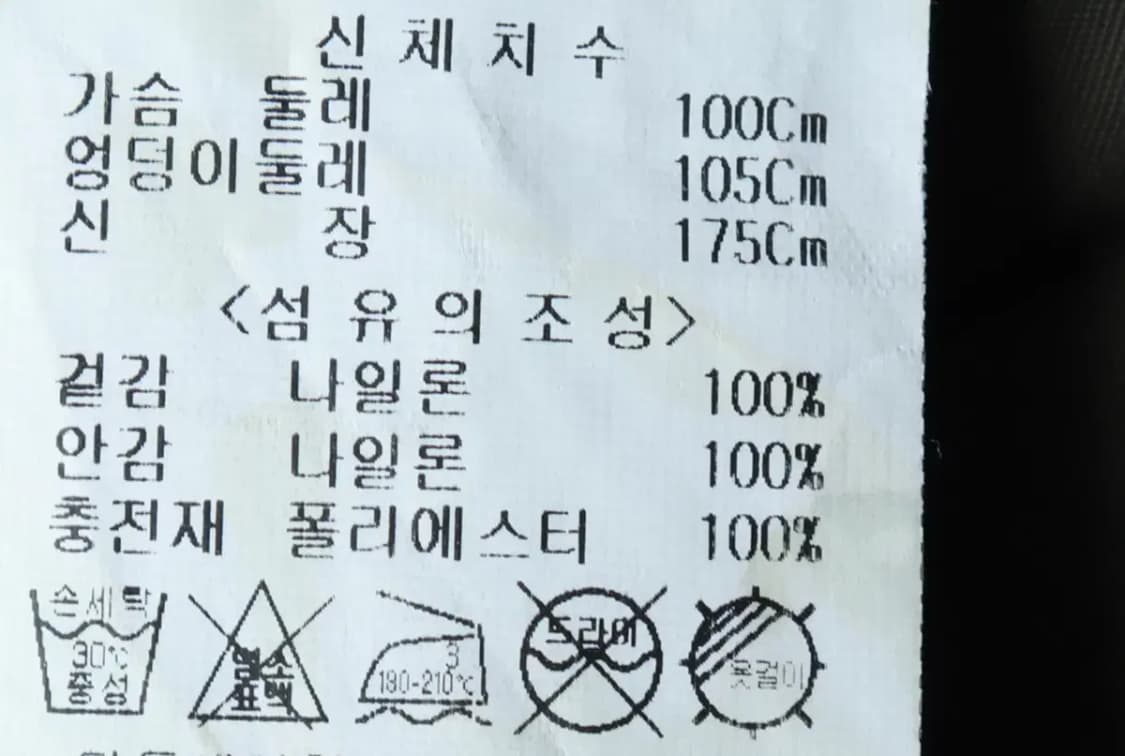 신체치수
가슴둘레 100Cm
엉덩이둘레 105Cm
신장 175Cm
<섬유의조성>
겉감 나일론 100%
안감 나일론 100%
충전재 폴리에스터 100%
손세탁 30℃ 중성
염소 표백
3 180-210℃
드라이
옷걸이